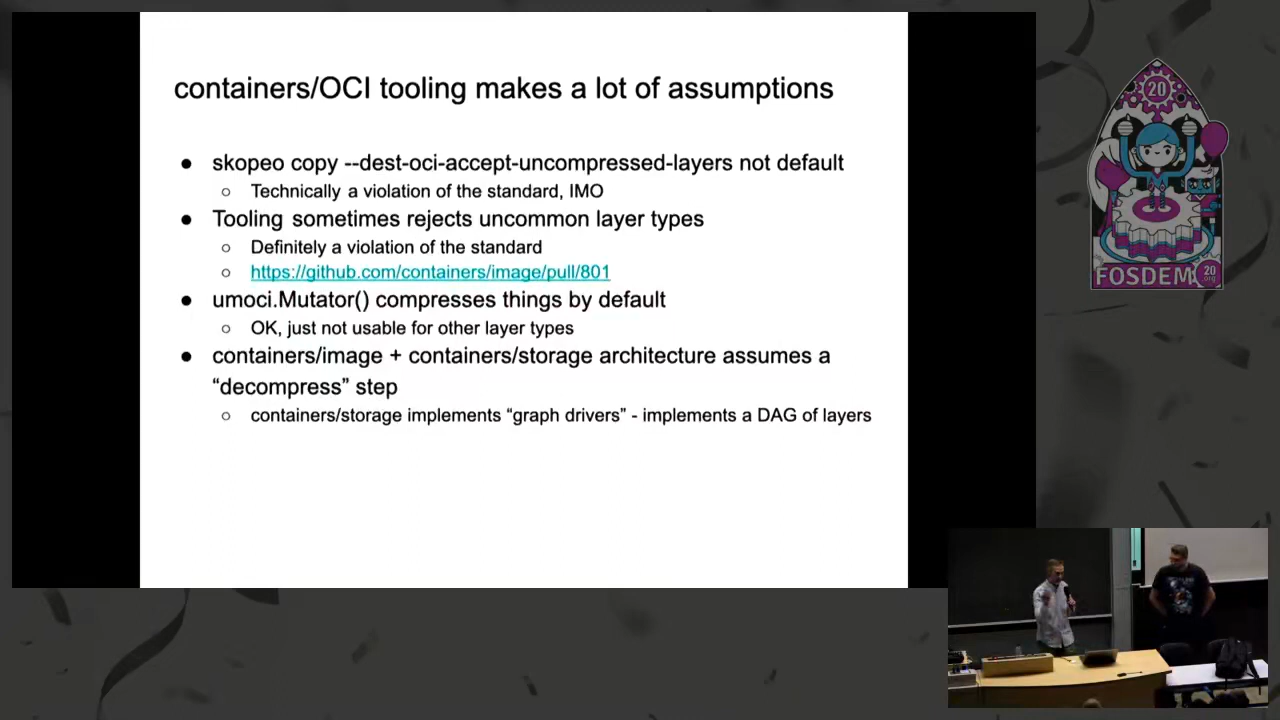 containers/OCI tooling makes a lot of assumptions
● skopeo copy --dest-oci-accept-uncompressed-layers not default
○ Technically a violation of the standard, IMO
● Tooling sometimes rejects uncommon layer types
○ Definitely a violation of the standard
○ https://github.com/containers/image/pull/801
● umoci.Mutator() compresses things by default
○ OK, just not usable for other layer types
● containers/image + containers/storage architecture assumes a
“decompress” step
○ containers/storage implements “graph drivers” - implements a DAG of layers
20
FOSDEM
20
.org